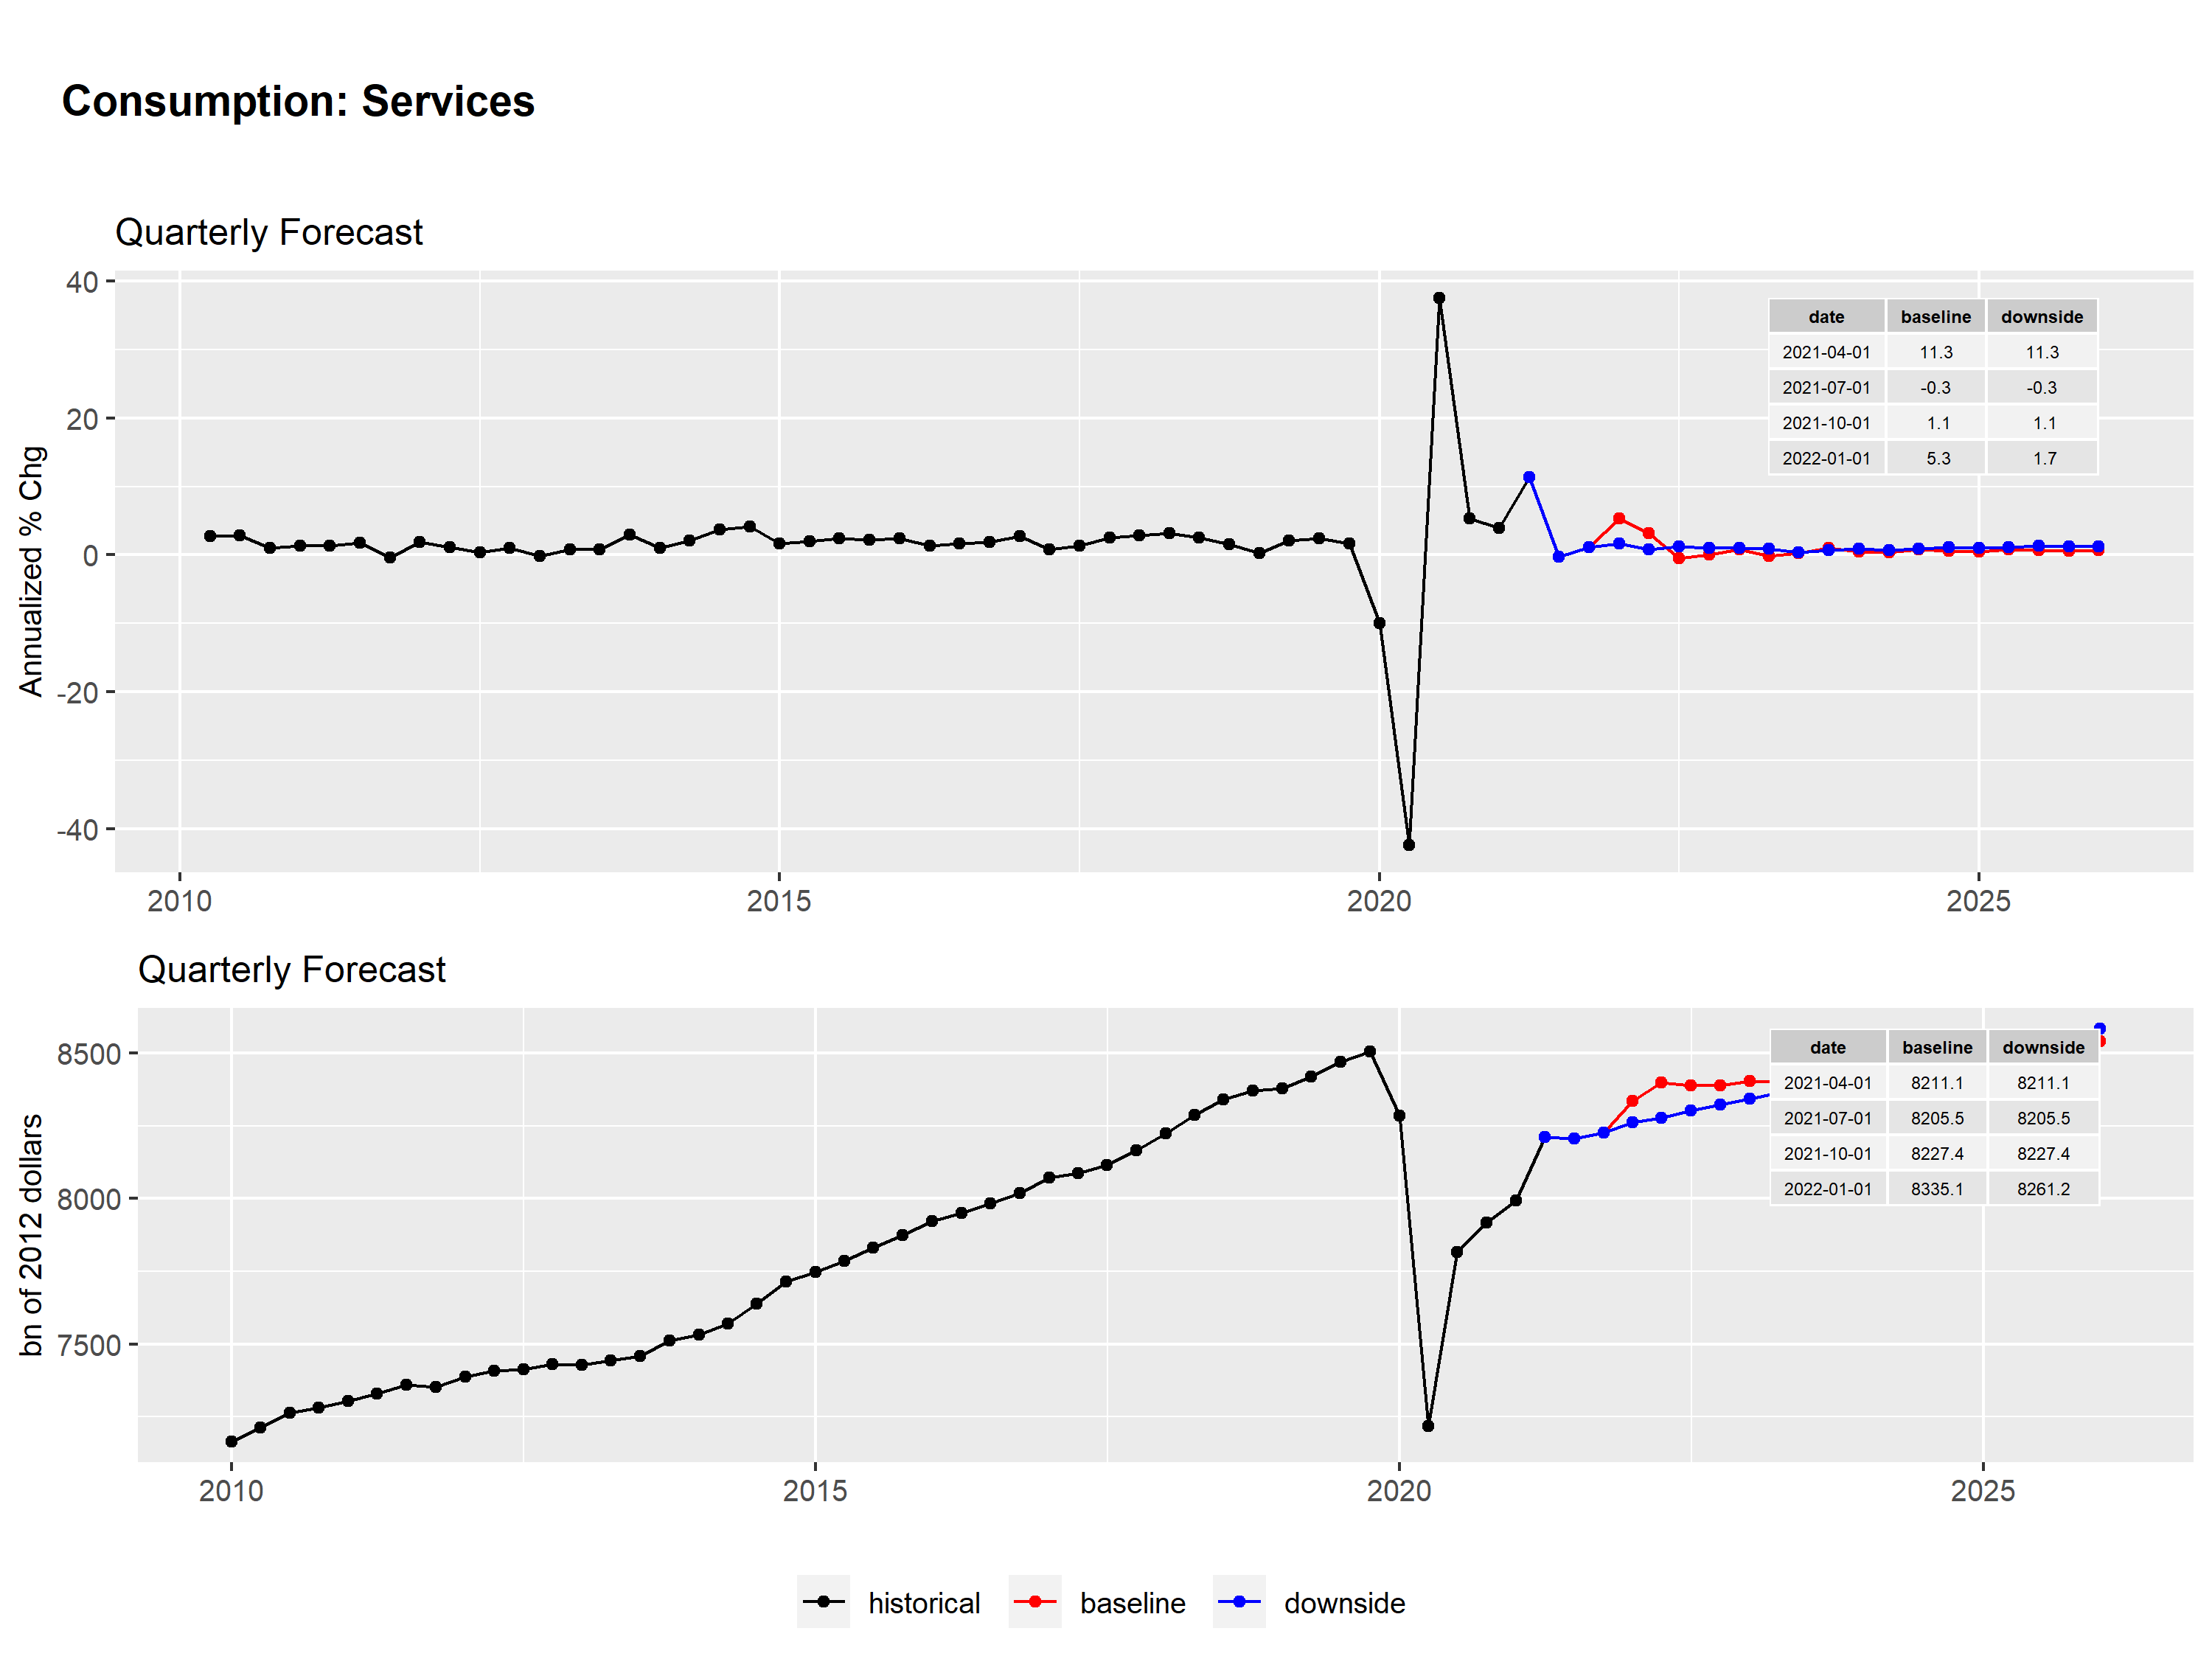 Consumption: Services
Quarterly Forecast
Annualized % Chg
40
20
0
-20
-40
date baseline downside
2021-04-01 11.3 11.3
2021-07-01 -0.3 -0.3
2021-10-01 1.1 1.1
2022-01-01 5.3 1.7
2010 2015 2020 2025
Quarterly Forecast
bn of 2012 dollars
8500
8000
7500
date baseline downside
2021-04-01 8211.1 8211.1
2021-07-01 8205.5 8205.5
2021-10-01 8227.4 8227.4
2022-01-01 8335.1 8261.2
2010 2015 2020 2025
historical baseline downside